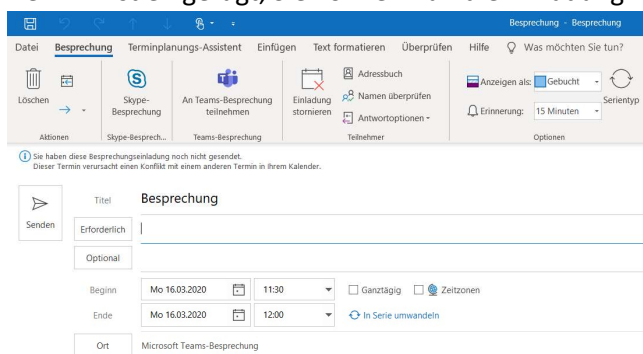 Besprechung - Besprechung
Datei Besprechung Terminplanungs-Assistent Einfügen Text formatieren Überprüfen Hilfe Was möchten Sie tun?
Löschen
Skype-
Besprechung
An Teams-Besprechung
teilnehmen
Einladung
stornieren
Adressbuch
Namen überprüfen
Antwortoptionen
Anzeigen als: Gebucht
Erinnerung: 15 Minuten
Serientyp
Aktionen Skype-Besprech... Teams-Besprechung Teilnehmer Optionen
Sie haben diese Besprechungseinladung noch nicht gesendet.
Dieser Termin verursacht einen Konflikt mit einem anderen Termin in Ihrem Kalender.
Senden
Titel Besprechung
Erforderlich
Optional
Beginn Mo 16.03.2020 11:30 Ganztägig Zeitzonen
Ende Mo 16.03.2020 12:00 In Serie umwandeln
Ort Microsoft Teams-Besprechung